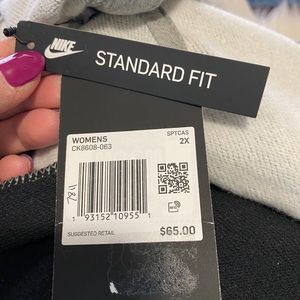 NIKE
STANDARD FIT
WOMENS
CK8608-063
SPTCAS
2X
1 93152 10955 1
SUGGESTED RETAIL
$65.00